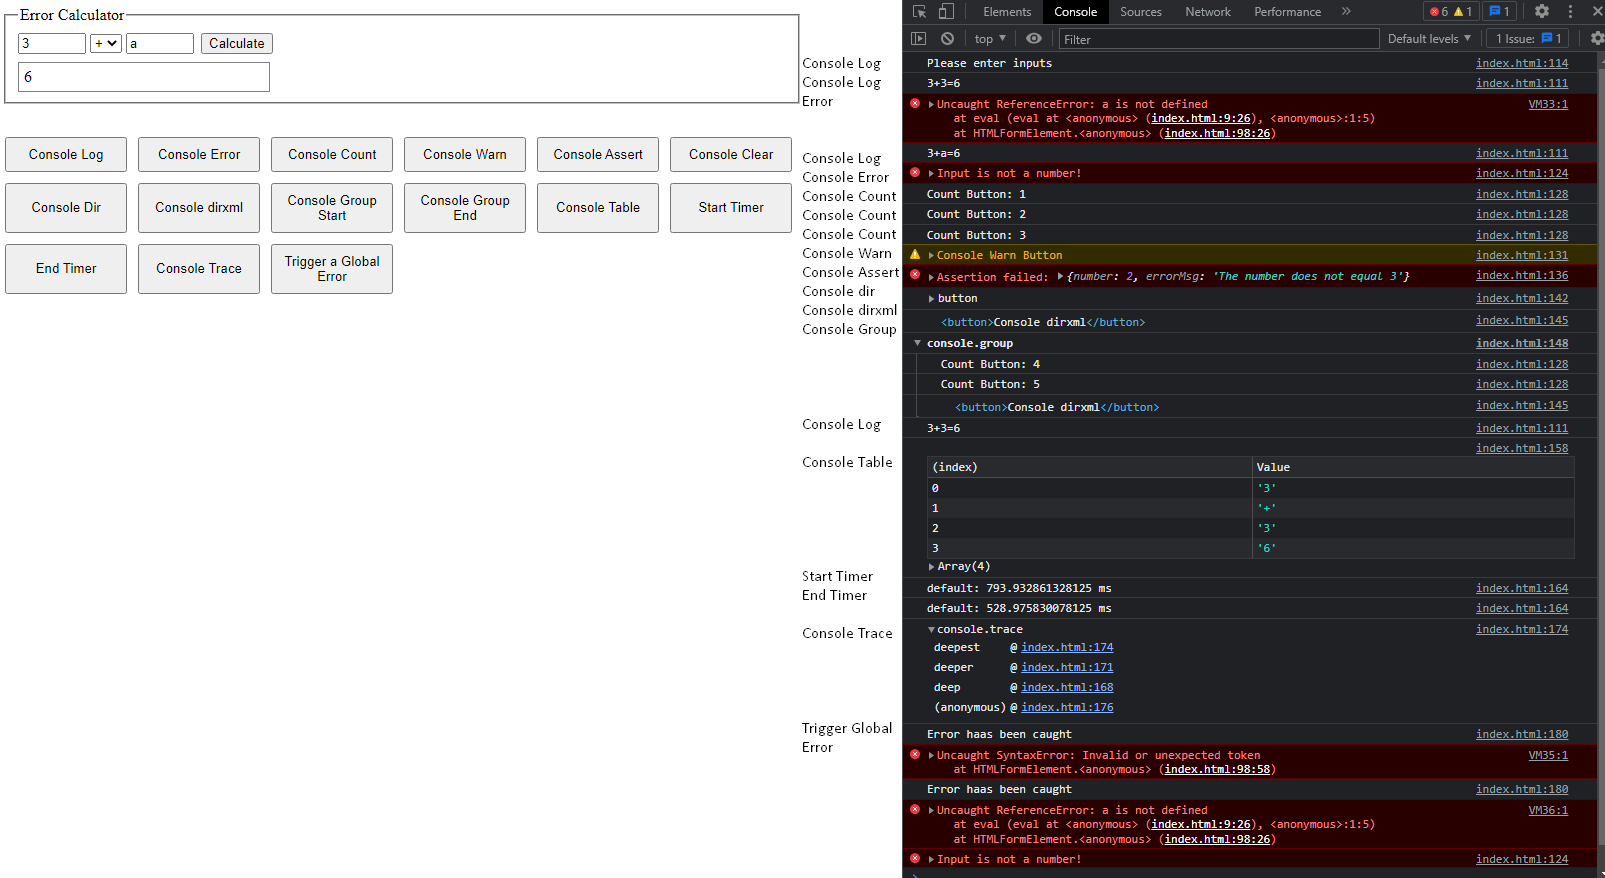 Error Calculator
3 + a Calculate
6
Console Log Console Error Console Count Console Warn Console Assert Console Clear
Console Dir Console dirxml Console Group Start Console Group End Console Table Start Timer
End Timer Console Trace Trigger a Global Error
Console Log
Console Log
Error
Console Log
Console Error
Console Count
Console Count
Console Count
Console Warn
Console Assert
Console dir
Console dirxml
Console Group
Console Log
Console Table
Start Timer
End Timer
Console Trace
Trigger Global
Error
Elements Console Sources Network Performance » 6 1 1
top Filter Default levels 1 Issue: 1
Please enter inputs index.html:114
3+3=6 index.html:111
Uncaught ReferenceError: a is not defined VM33:1
at eval (eval at <anonymous> (index.html:9:26), <anonymous>:1:5)
at HTMLFormElement.<anonymous> (index.html:98:26)
3+a=6 index.html:111
Input is not a number! index.html:124
Count Button: 1 index.html:128
Count Button: 2 index.html:128
Count Button: 3 index.html:128
Console Warn Button index.html:131
Assertion failed: {number: 2, errorMsg: 'The number does not equal 3'} index.html:136
button index.html:142
<button>Console dirxml</button> index.html:145
console.group index.html:148
Count Button: 4 index.html:128
Count Button: 5 index.html:128
<button>Console dirxml</button> index.html:145
3+3=6 index.html:111
index.html:158
(index) Value
0 '3'
1 '+'
2 '3'
3 '6'
Array(4)
default: 793.932861328125 ms index.html:164
default: 528.975830078125 ms index.html:164
console.trace index.html:174
deepest @ index.html:174
deeper @ index.html:171
deep @ index.html:168
(anonymous) @ index.html:176
Error haas been caught index.html:180
Uncaught SyntaxError: Invalid or unexpected token VM35:1
at HTMLFormElement.<anonymous> (index.html:98:58)
Error haas been caught index.html:180
Uncaught ReferenceError: a is not defined VM36:1
at eval (eval at <anonymous> (index.html:9:26), <anonymous>:1:5)
at HTMLFormElement.<anonymous> (index.html:98:26)
Input is not a number! index.html:124